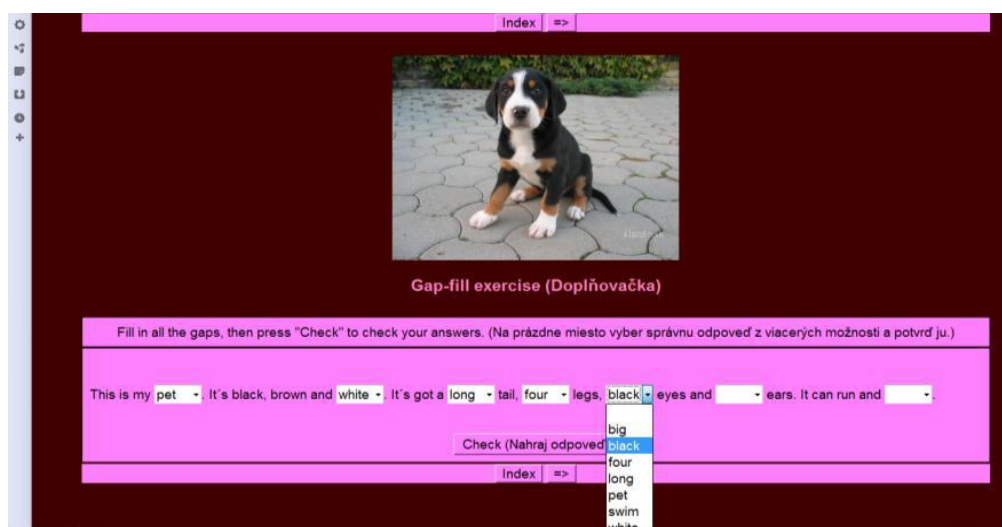 Index =>
Gap-fill exercise (Doplňovačka)
Fill in all the gaps, then press "Check" to check your answers. (Na prázdne miesto vyber správnu odpoveď z viacerých možnosti a potvrď ju.)
This is my pet. It´s black, brown and white. It´s got a long tail, four legs, black eyes and ears. It can run and .
big
Check (Nahraj odpoveď
black
four
Index =>
long
pet
swim
white